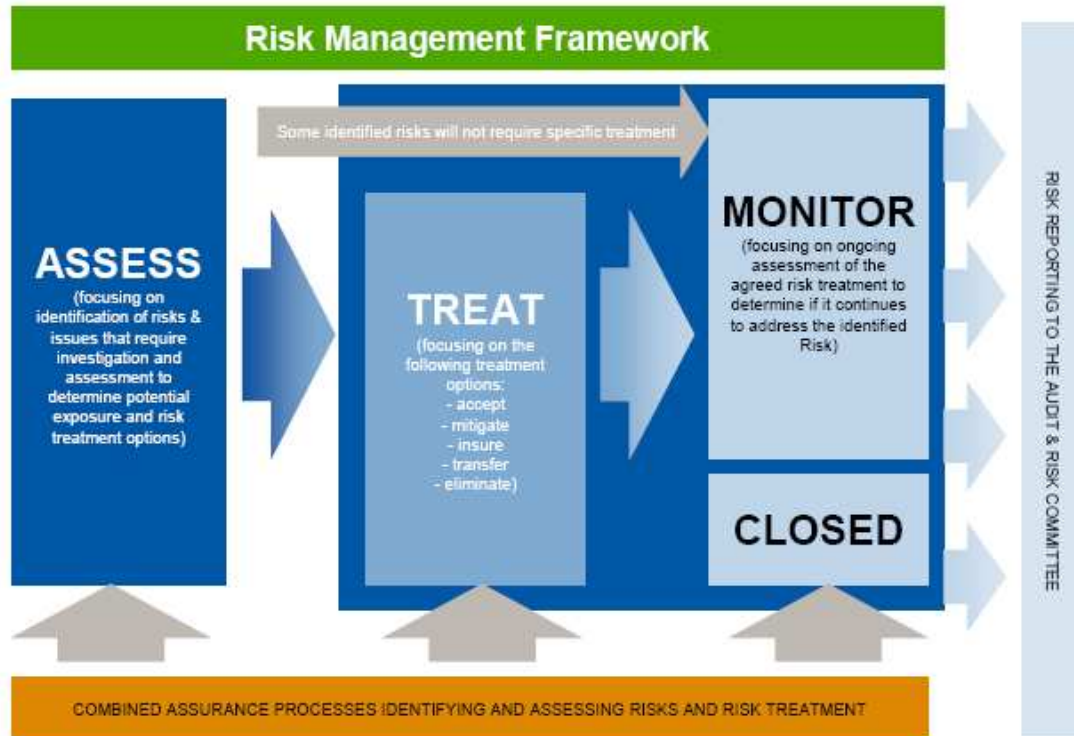 Risk Management Framework
Some identified risks will not require specific treatment
ASSESS
(focusing on
identification of risks &
issues that require
investigation and
assessment to
determine potential
exposure and risk
treatment options)
TREAT
(focusing on the
following treatment
options:
- accept
- mitigate
- insure
- transfer
- eliminate)
MONITOR
(focusing on ongoing
assessment of the
agreed risk treatment to
determine if it continues
to address the identified
Risk)
CLOSED
RISK REPORTING TO THE AUDIT & RISK COMMITTEE
COMBINED ASSURANCE PROCESSES IDENTIFYING AND ASSESSING RISKS AND RISK TREATMENT